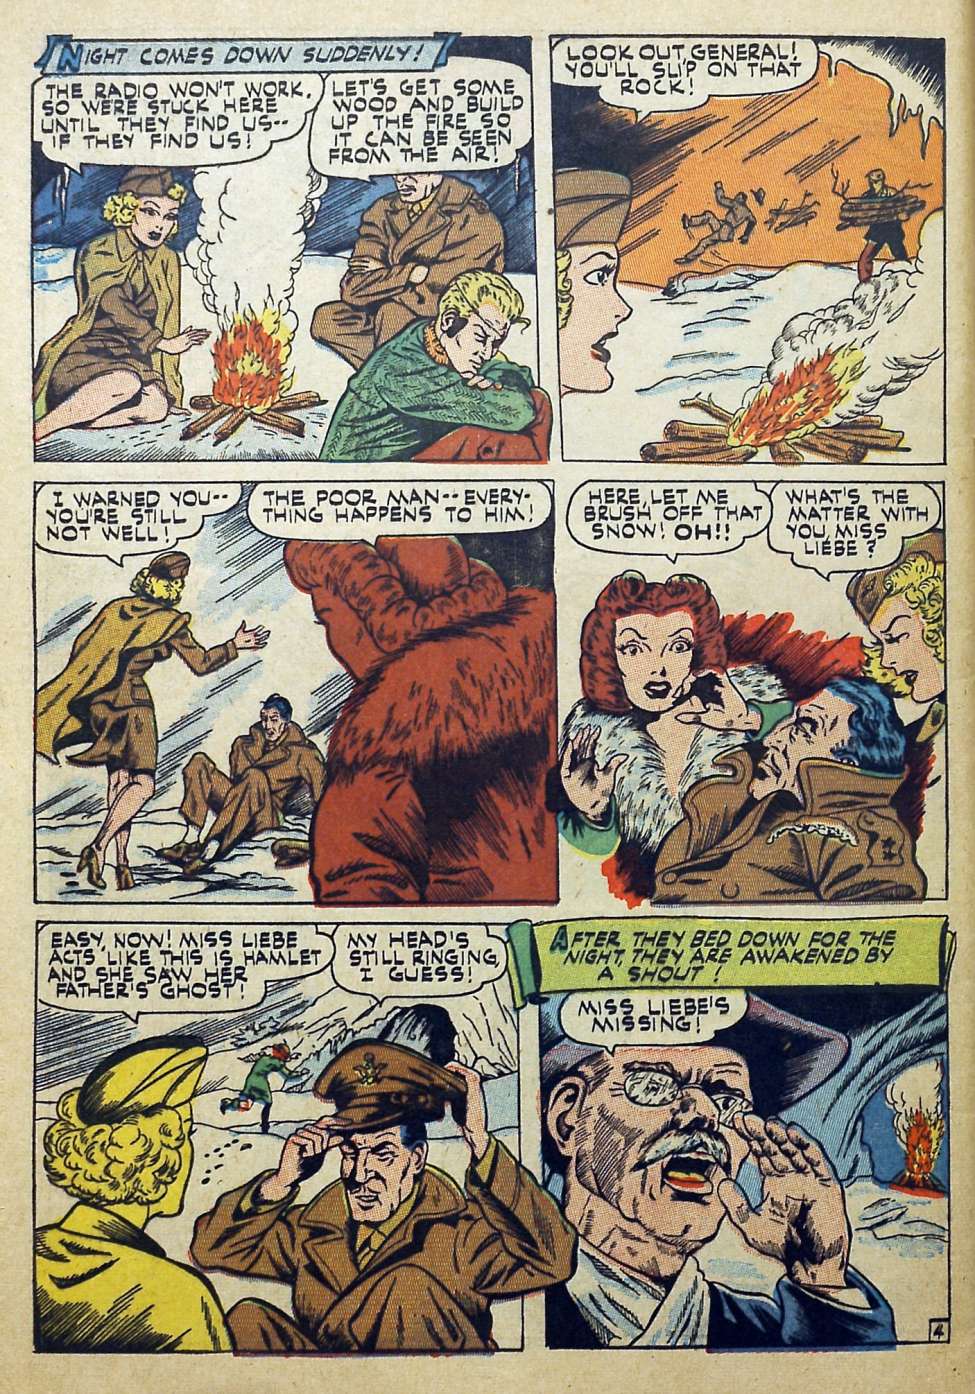 NIGHT COMES DOWN SUDDENLY!
THE RADIO WON'T WORK,
SO WE'RE STUCK HERE
UNTIL THEY FIND US--
IF THEY FIND US!
LET'S GET SOME
WOOD AND BUILD
UP THE FIRE SO
IT CAN BE SEEN
FROM THE AIR!
LOOK OUT, GENERAL!
YOU'LL SLIP ON THAT
ROCK!
I WARNED YOU--
YOU'RE STILL
NOT WELL!
THE POOR MAN--EVERY-
THING HAPPENS TO HIM!
HERE, LET ME
BRUSH OFF THAT
SNOW! OH!!
WHAT'S THE
MATTER WITH
YOU, MISS
LIEBE?
EASY, NOW! MISS LIEBE
ACTS LIKE THIS IS HAMLET
AND SHE SAW HER
FATHER'S GHOST!
MY HEAD'S
STILL RINGING,
I GUESS!
AFTER THEY BED DOWN FOR THE
NIGHT, THEY ARE AWAKENED BY
A SHOUT!
MISS LIEBE'S
MISSING!
4